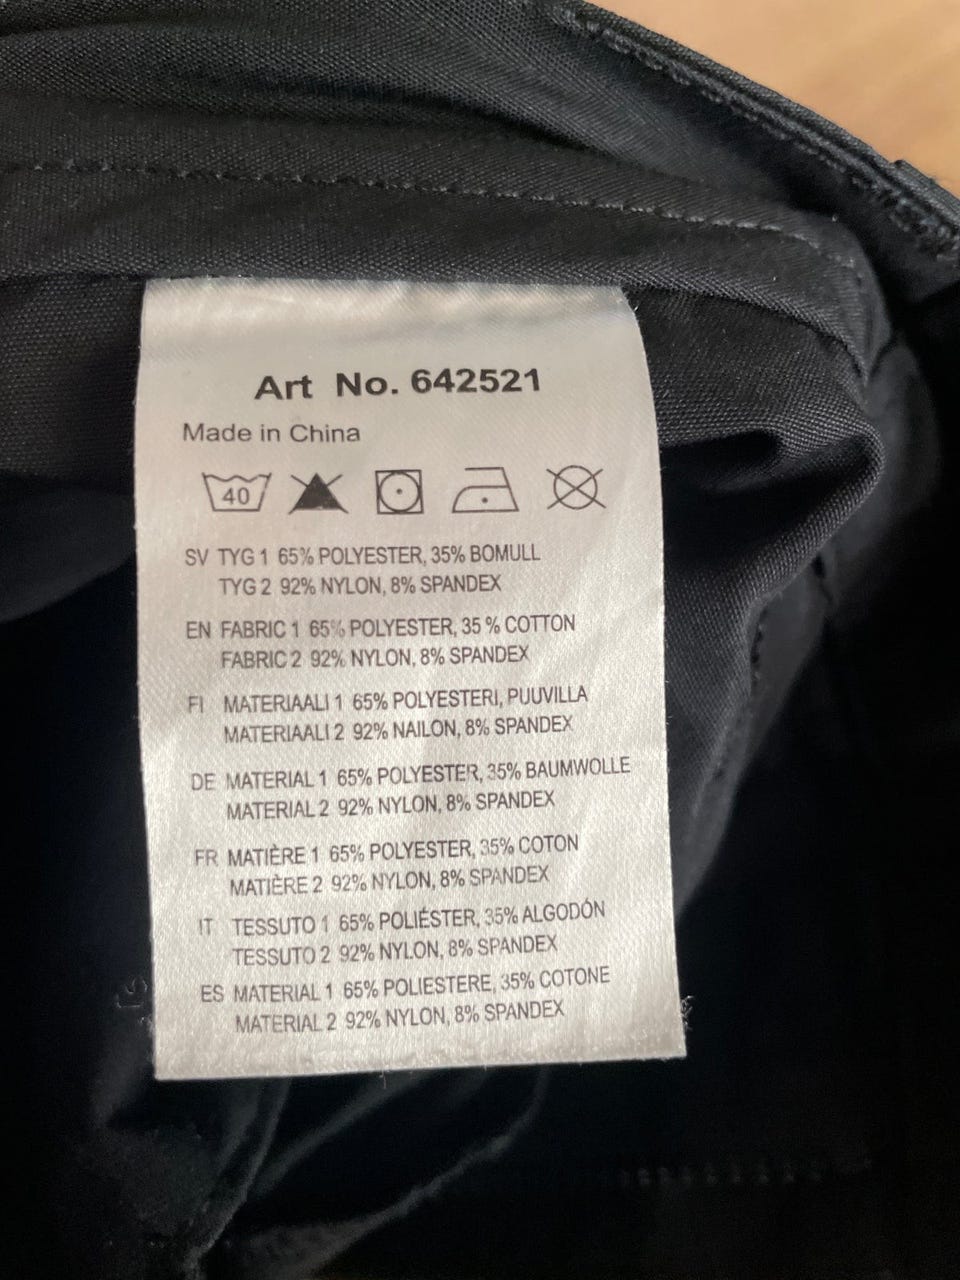 Art No. 642521
Made in China
40
SV TYG 1 65% POLYESTER, 35% BOMULL
TYG 2 92% NYLON, 8% SPANDEX
EN FABRIC 1 65% POLYESTER, 35 % COTTON
FABRIC 2 92% NYLON, 8% SPANDEX
FI MATERIAALI 1 65% POLYESTERI, PUUVILLA
MATERIAALI 2 92% NAILON, 8% SPANDEX
DE MATERIAL 1 65% POLYESTER, 35% BAUMWOLLE
MATERIAL 2 92% NYLON, 8% SPANDEX
FR MATIÈRE 1 65% POLYESTER, 35% COTON
MATIÈRE 2 92% NYLON, 8% SPANDEX
IT TESSUTO 1 65% POLIÉSTER, 35% ALGODÓN
TESSUTO 2 92% NYLON, 8% SPANDEX
ES MATERIAL 1 65% POLIESTERE, 35% COTONE
MATERIAL 2 92% NYLON, 8% SPANDEX